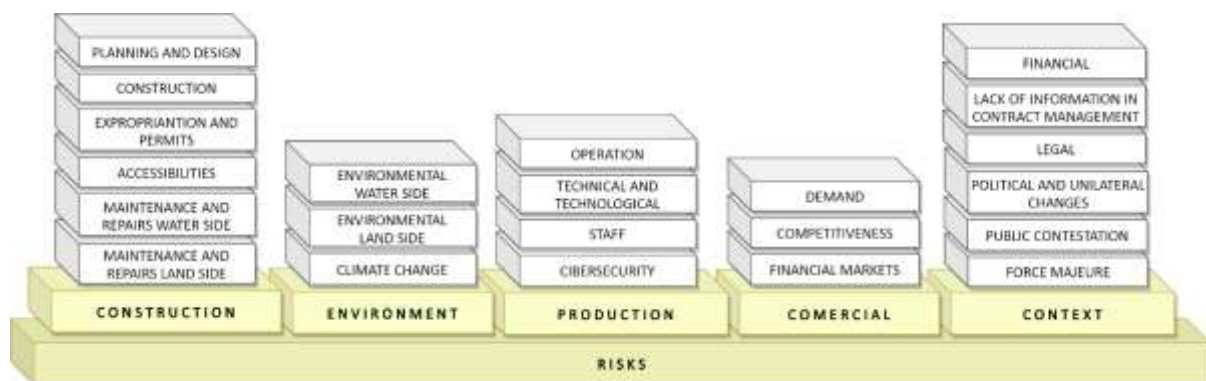 PLANNING AND DESIGN
CONSTRUCTION
EXPROPRIANTION AND
PERMITS
ACCESSIBILITIES
MAINTENANCE AND
REPAIRS WATER SIDE
MAINTENANCE AND
REPAIRS LAND SIDE
CONSTRUCTION
ENVIRONMENTAL
WATER SIDE
ENVIRONMENTAL
LAND SIDE
CLIMATE CHANGE
ENVIRONMENT
OPERATION
TECHNICAL AND
TECHNOLOGICAL
STAFF
CIBERSECURITY
PRODUCTION
DEMAND
COMPETITIVENESS
FINANCIAL MARKETS
COMERCIAL
FINANCIAL
LACK OF INFORMATION IN
CONTRACT MANAGEMENT
LEGAL
POLITICAL AND UNILATERAL
CHANGES
PUBLIC CONTESTATION
FORCE MAJEURE
CONTEXT
RISKS